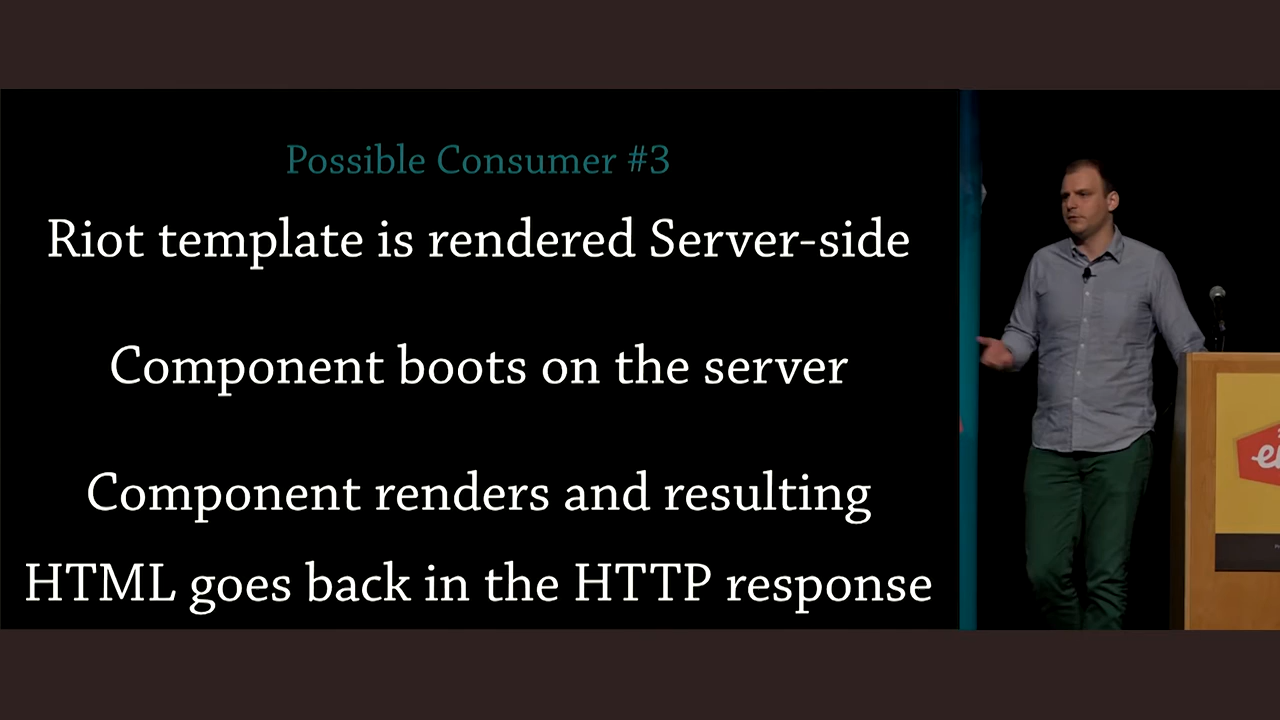 Possible Consumer #3
Riot template is rendered Server-side
Component boots on the server
Component renders and resulting
HTML goes back in the HTTP response